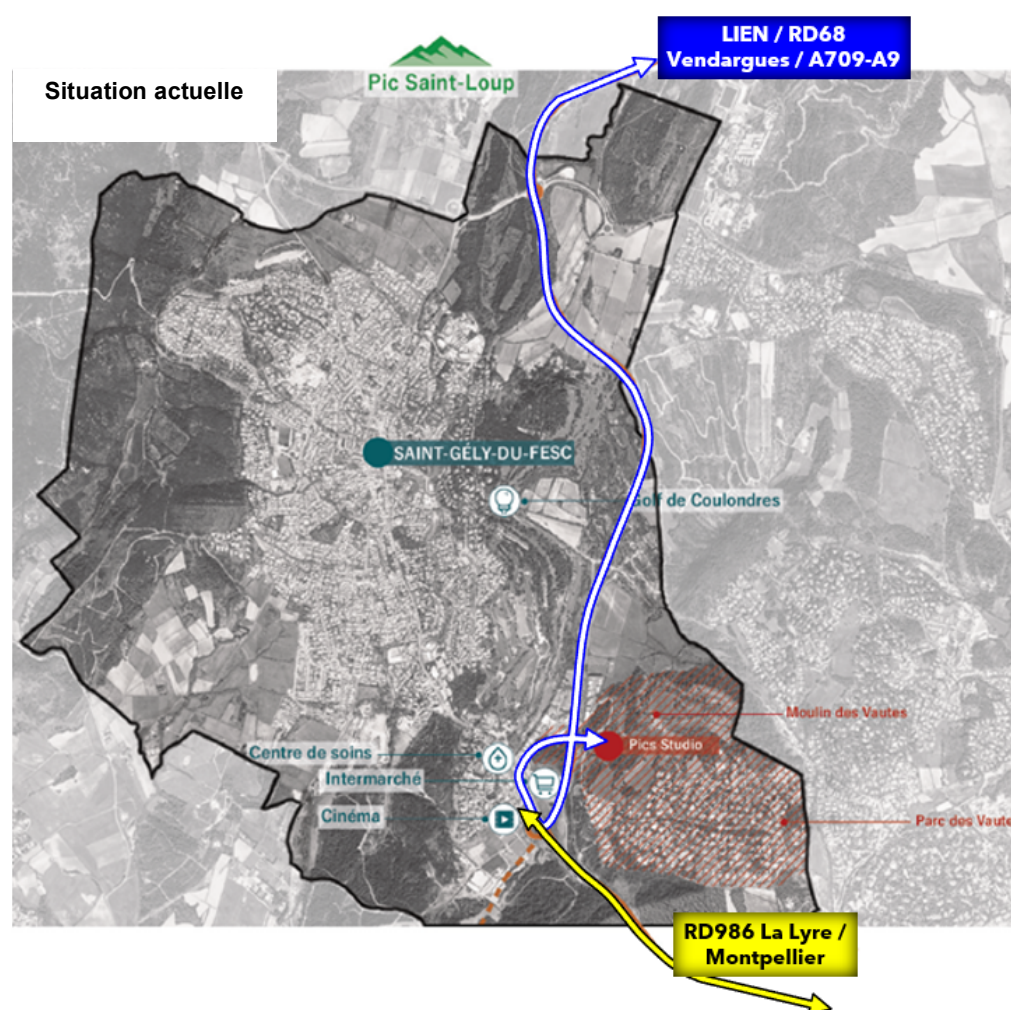 LIEN / RD68
Vendargues / A709-A9
Pic Saint-Loup
Situation actuelle
SAINT-GÉLY-DU-FESC
Golf de Coulondres
Moulin des Vautes
Pics Studio
Centre de soins
Intermarché
Cinéma
Parc des Vaute
RD986 La Lyre /
Montpellier